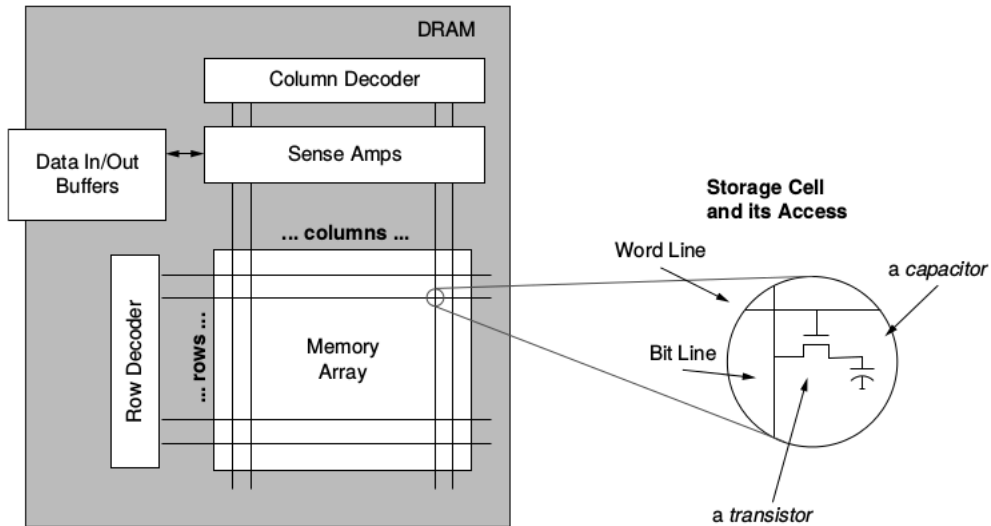 DRAM
Column Decoder
Sense Amps
Data In/Out
Buffers
... columns ...
Row Decoder
... rows ...
Memory
Array
Storage Cell
and its Access
Word Line
a capacitor
Bit Line
a transistor